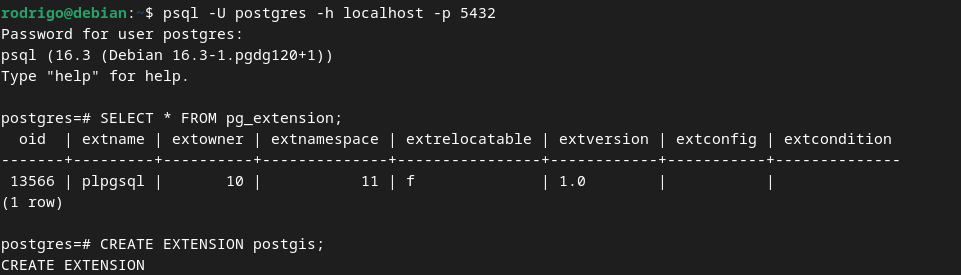 rodrigo@debian:~$ psql -U postgres -h localhost -p 5432
Password for user postgres:
psql (16.3 (Debian 16.3-1.pgdg120+1))
Type "help" for help.

postgres=# SELECT * FROM pg_extension;
  oid  | extname | extowner | extnamespace | extrelocatable | extversion | extconfig | extcondition
-------+---------+----------+--------------+----------------+------------+-----------+--------------
 13566 | plpgsql |       10 |           11 | f              | 1.0        |           |
(1 row)

postgres=# CREATE EXTENSION postgis;
CREATE EXTENSION